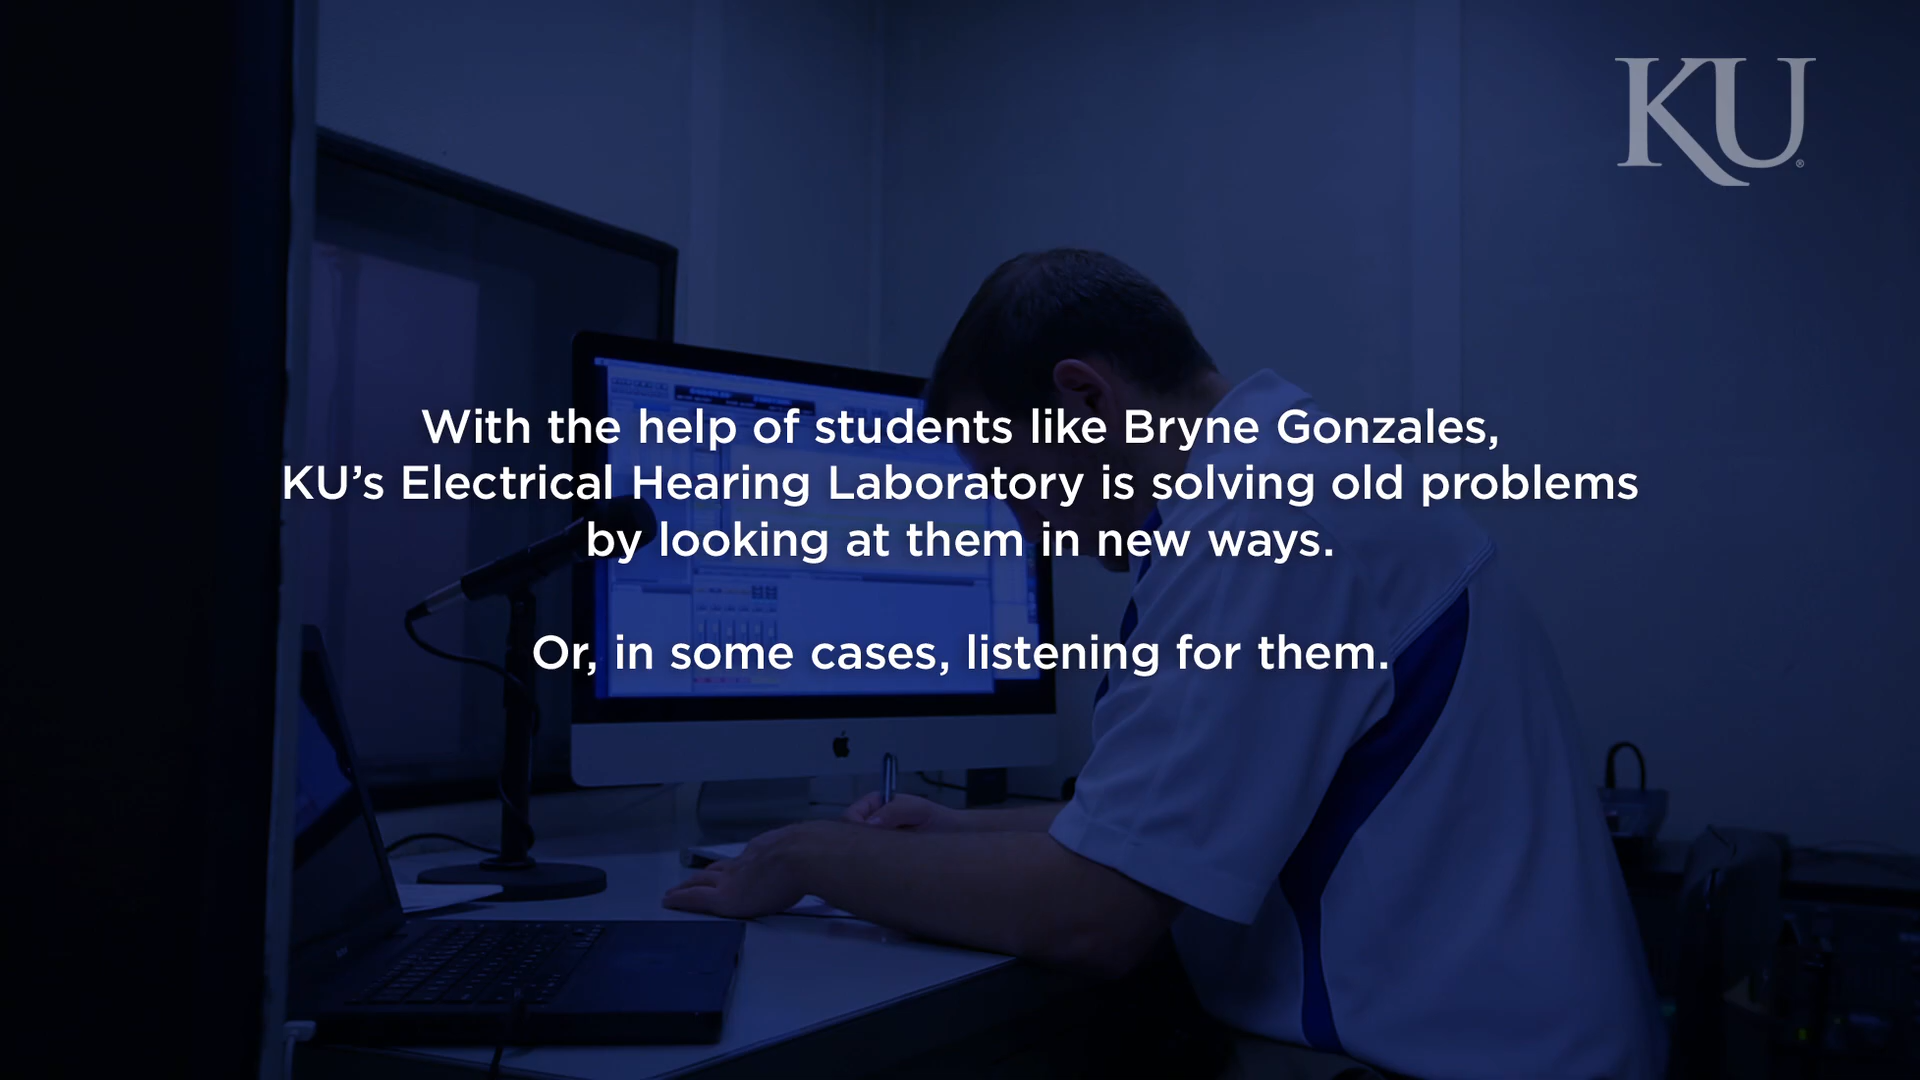 KU
With the help of students like Bryne Gonzales,
KU’s Electrical Hearing Laboratory is solving old problems
by looking at them in new ways.
Or, in some cases, listening for them.